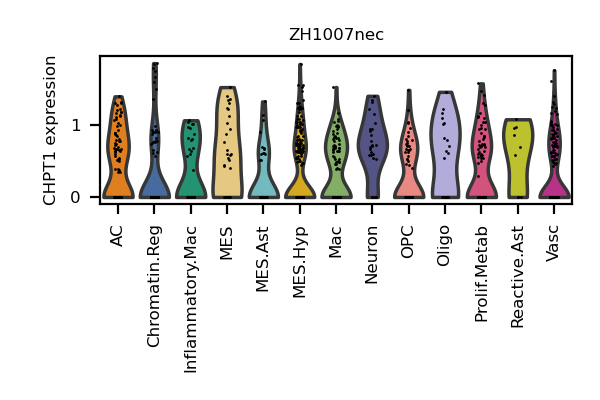 ZH1007nec
CHPT1 expression
1
0
AC
Chromatin.Reg
Inflammatory.Mac
MES
MES.Ast
MES.Hyp
Mac
Neuron
OPC
Oligo
Prolif.Metab
Reactive.Ast
Vasc